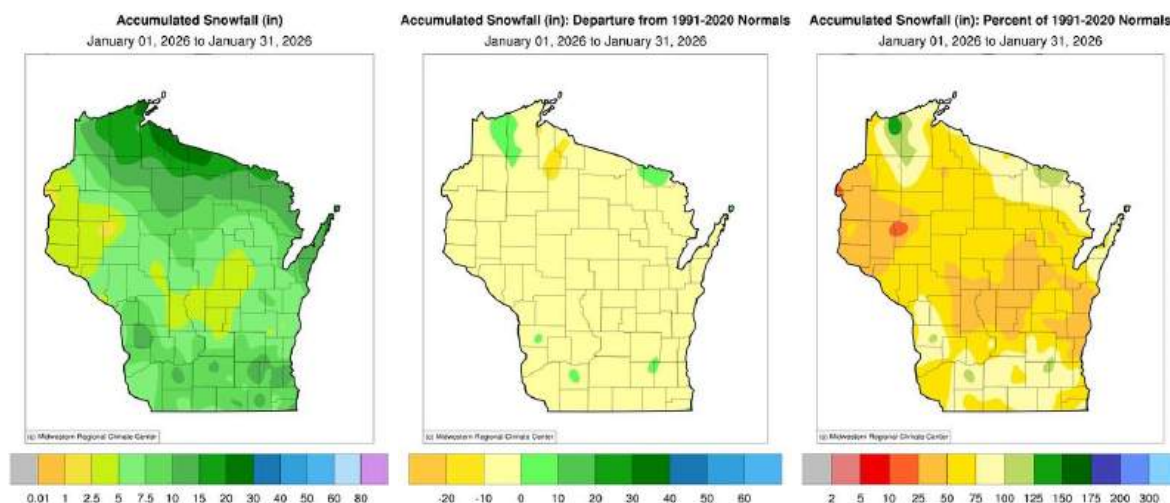 Accumulated Snowfall (in)
January 01, 2026 to January 31, 2026
(c) Midwestern Regional Climate Center
0.01 1 2.5 5 7.5 10 15 20 30 40 50 60 80
Accumulated Snowfall (in): Departure from 1991-2020 Normals
January 01, 2026 to January 31, 2026
(c) Midwestern Regional Climate Center
-20 -10 0 10 20 30 40 50 60
Accumulated Snowfall (in): Percent of 1991-2020 Normals
January 01, 2026 to January 31, 2026
(c) Midwestern Regional Climate Center
2 5 10 25 50 75 100 125 150 175 200 300